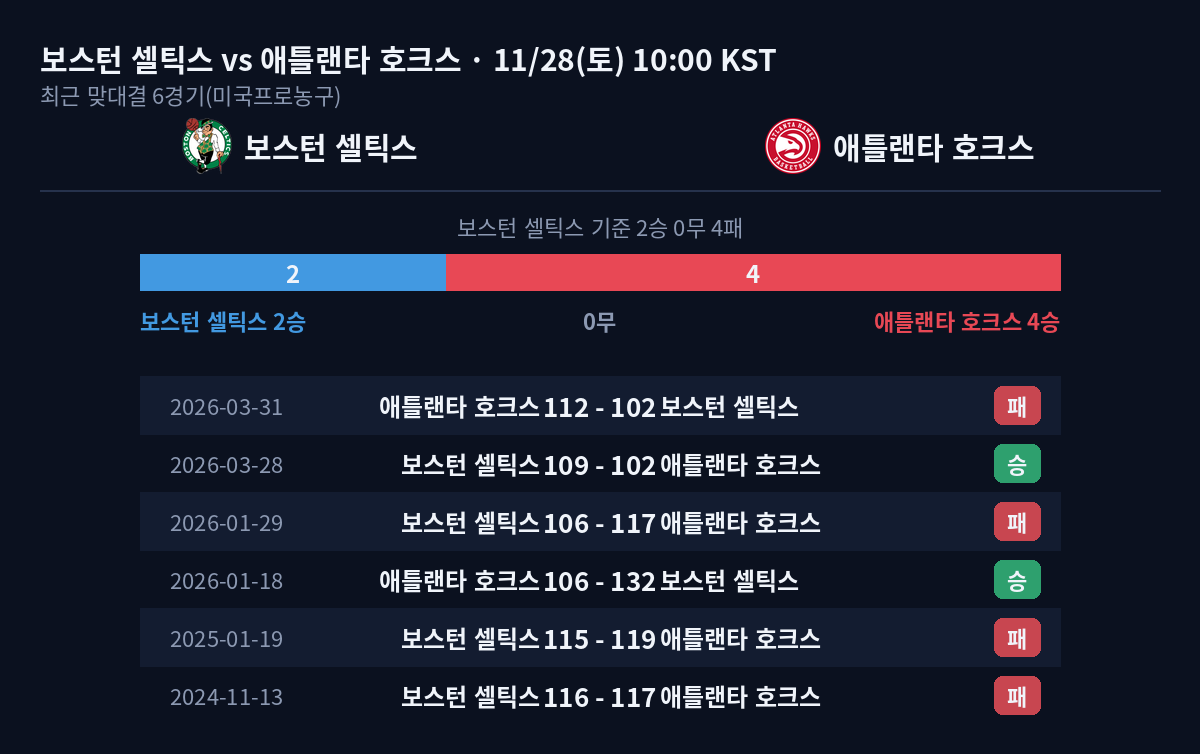 보스턴 셀틱스 vs 애틀랜타 호크스 · 11/28(토) 10:00 KST
최근 맞대결 6경기(미국프로농구)
BOSTON CELTICS 보스턴 셀틱스
ATLANTA HAWKS BASKETBALL 애틀랜타 호크스
보스턴 셀틱스 기준 2승 0무 4패
2 4
보스턴 셀틱스 2승 0무 애틀랜타 호크스 4승
2026-03-31 애틀랜타 호크스 112 - 102 보스턴 셀틱스 패
2026-03-28 보스턴 셀틱스 109 - 102 애틀랜타 호크스 승
2026-01-29 보스턴 셀틱스 106 - 117 애틀랜타 호크스 패
2026-01-18 애틀랜타 호크스 106 - 132 보스턴 셀틱스 승
2025-01-19 보스턴 셀틱스 115 - 119 애틀랜타 호크스 패
2024-11-13 보스턴 셀틱스 116 - 117 애틀랜타 호크스 패